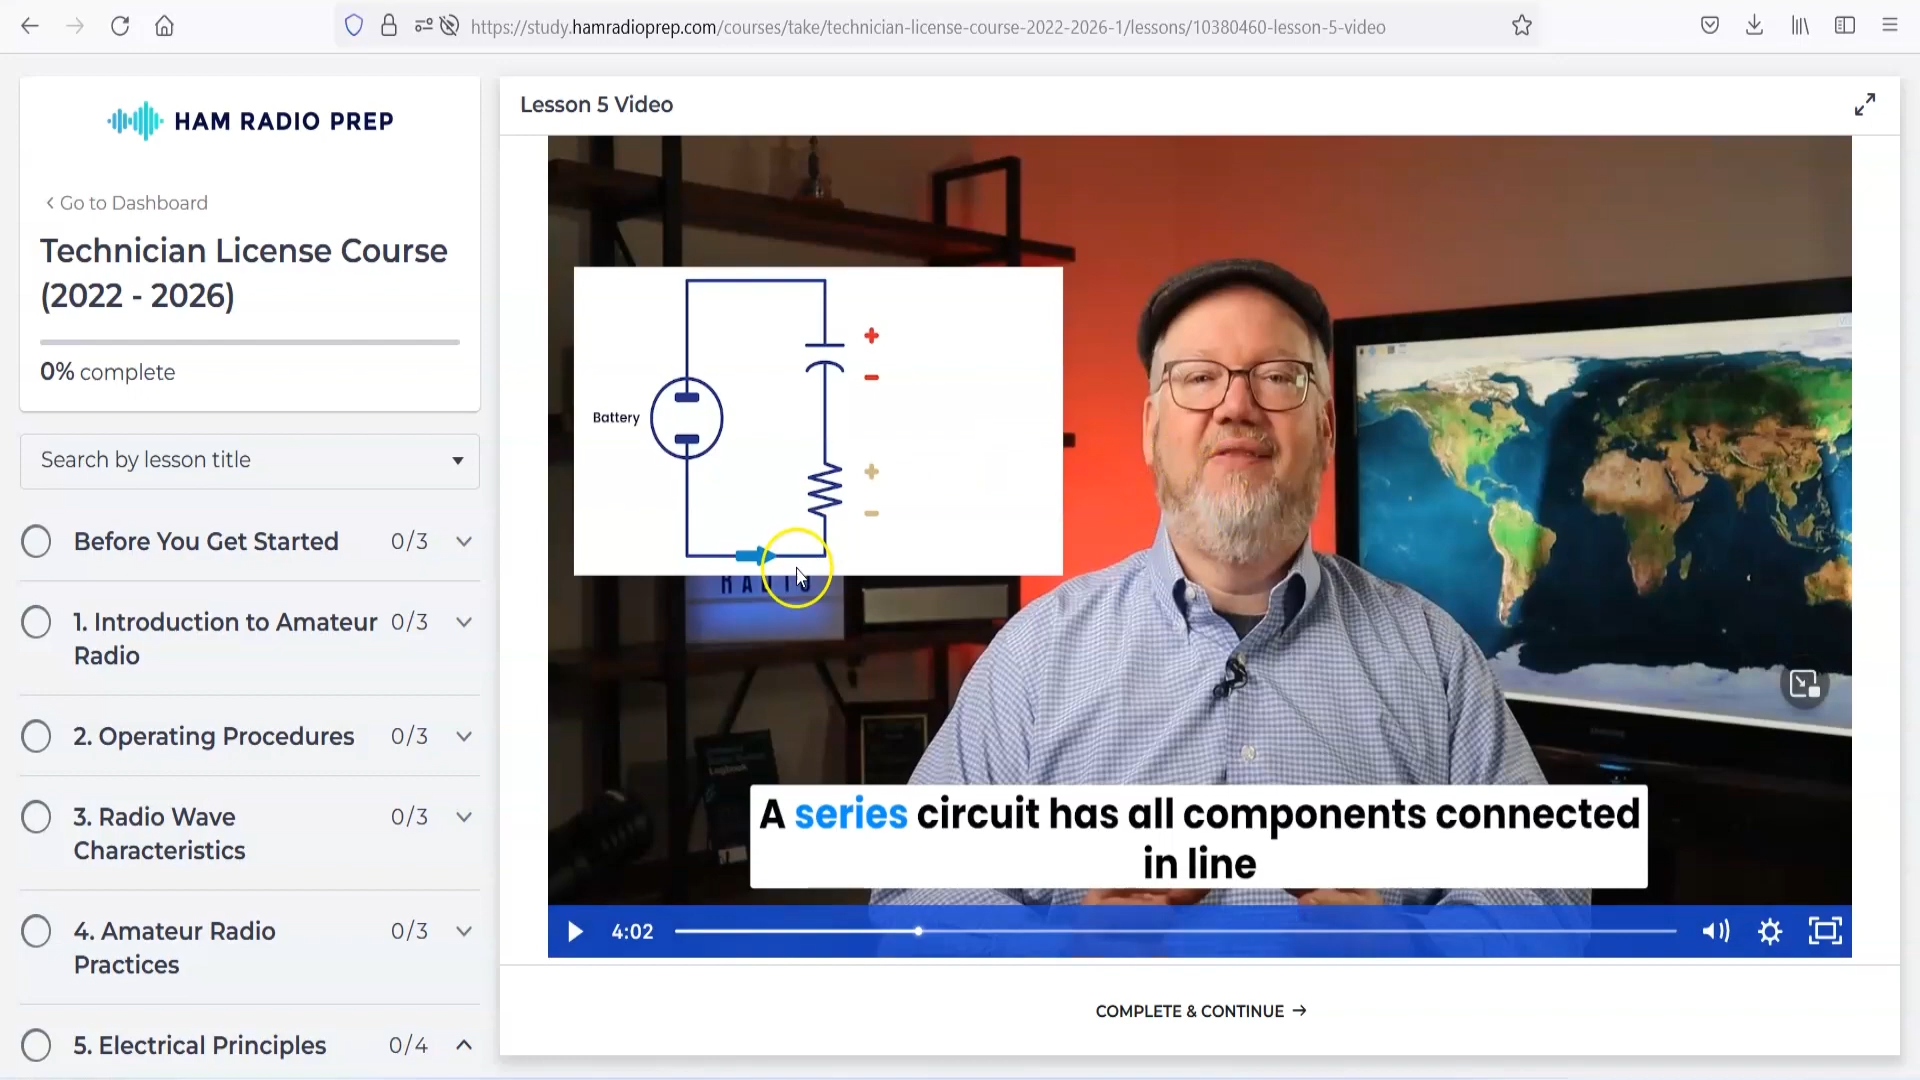 https://study.hamradioprep.com/courses/take/technician-license-course-2022-2026-1/lessons/10380460-lesson-5-video
HAM RADIO PREP
Go to Dashboard
Technician License Course
(2022 - 2026)
0% complete
Search by lesson title
Before You Get Started 0/3
1. Introduction to Amateur 0/3
Radio
2. Operating Procedures 0/3
3. Radio Wave 0/3
Characteristics
4. Amateur Radio 0/3
Practices
5. Electrical Principles 0/4
Lesson 5 Video
+
−
Battery
+
−
RADIO
A series circuit has all components connected
in line
4:02
COMPLETE & CONTINUE →